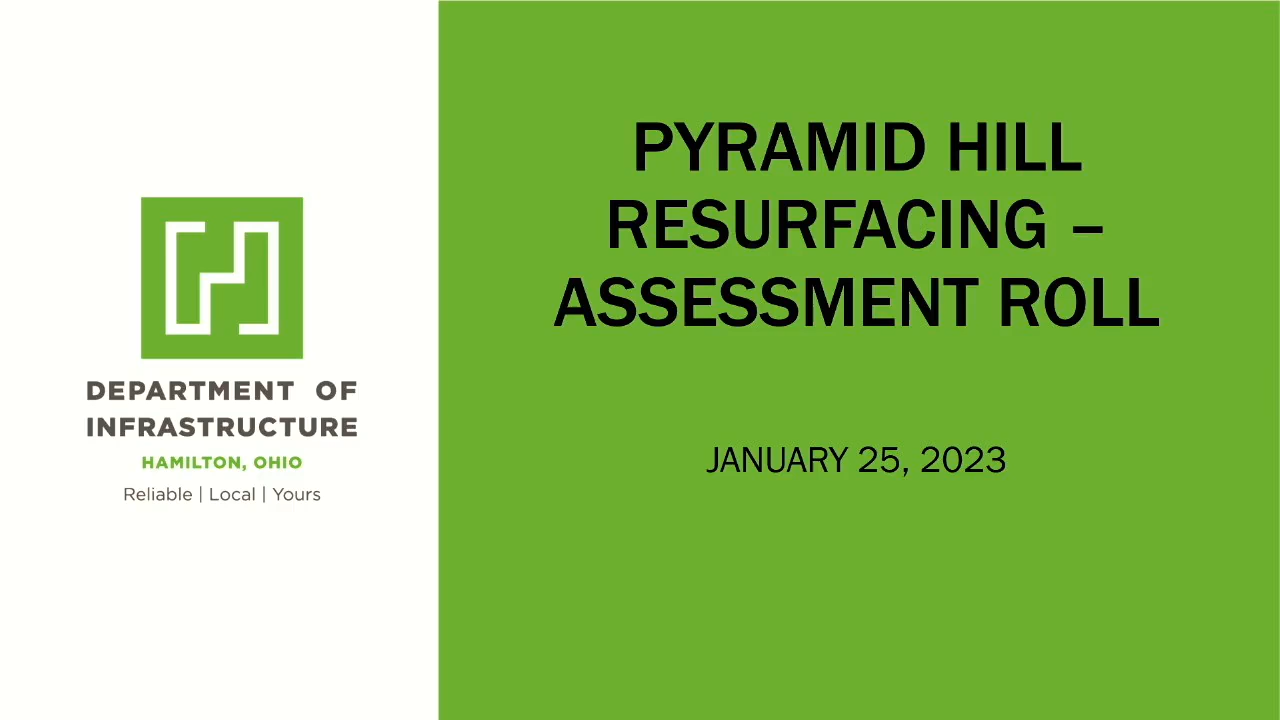 DEPARTMENT OF
INFRASTRUCTURE
HAMILTON, OHIO
Reliable | Local | Yours
PYRAMID HILL
RESURFACING –
ASSESSMENT ROLL
JANUARY 25, 2023